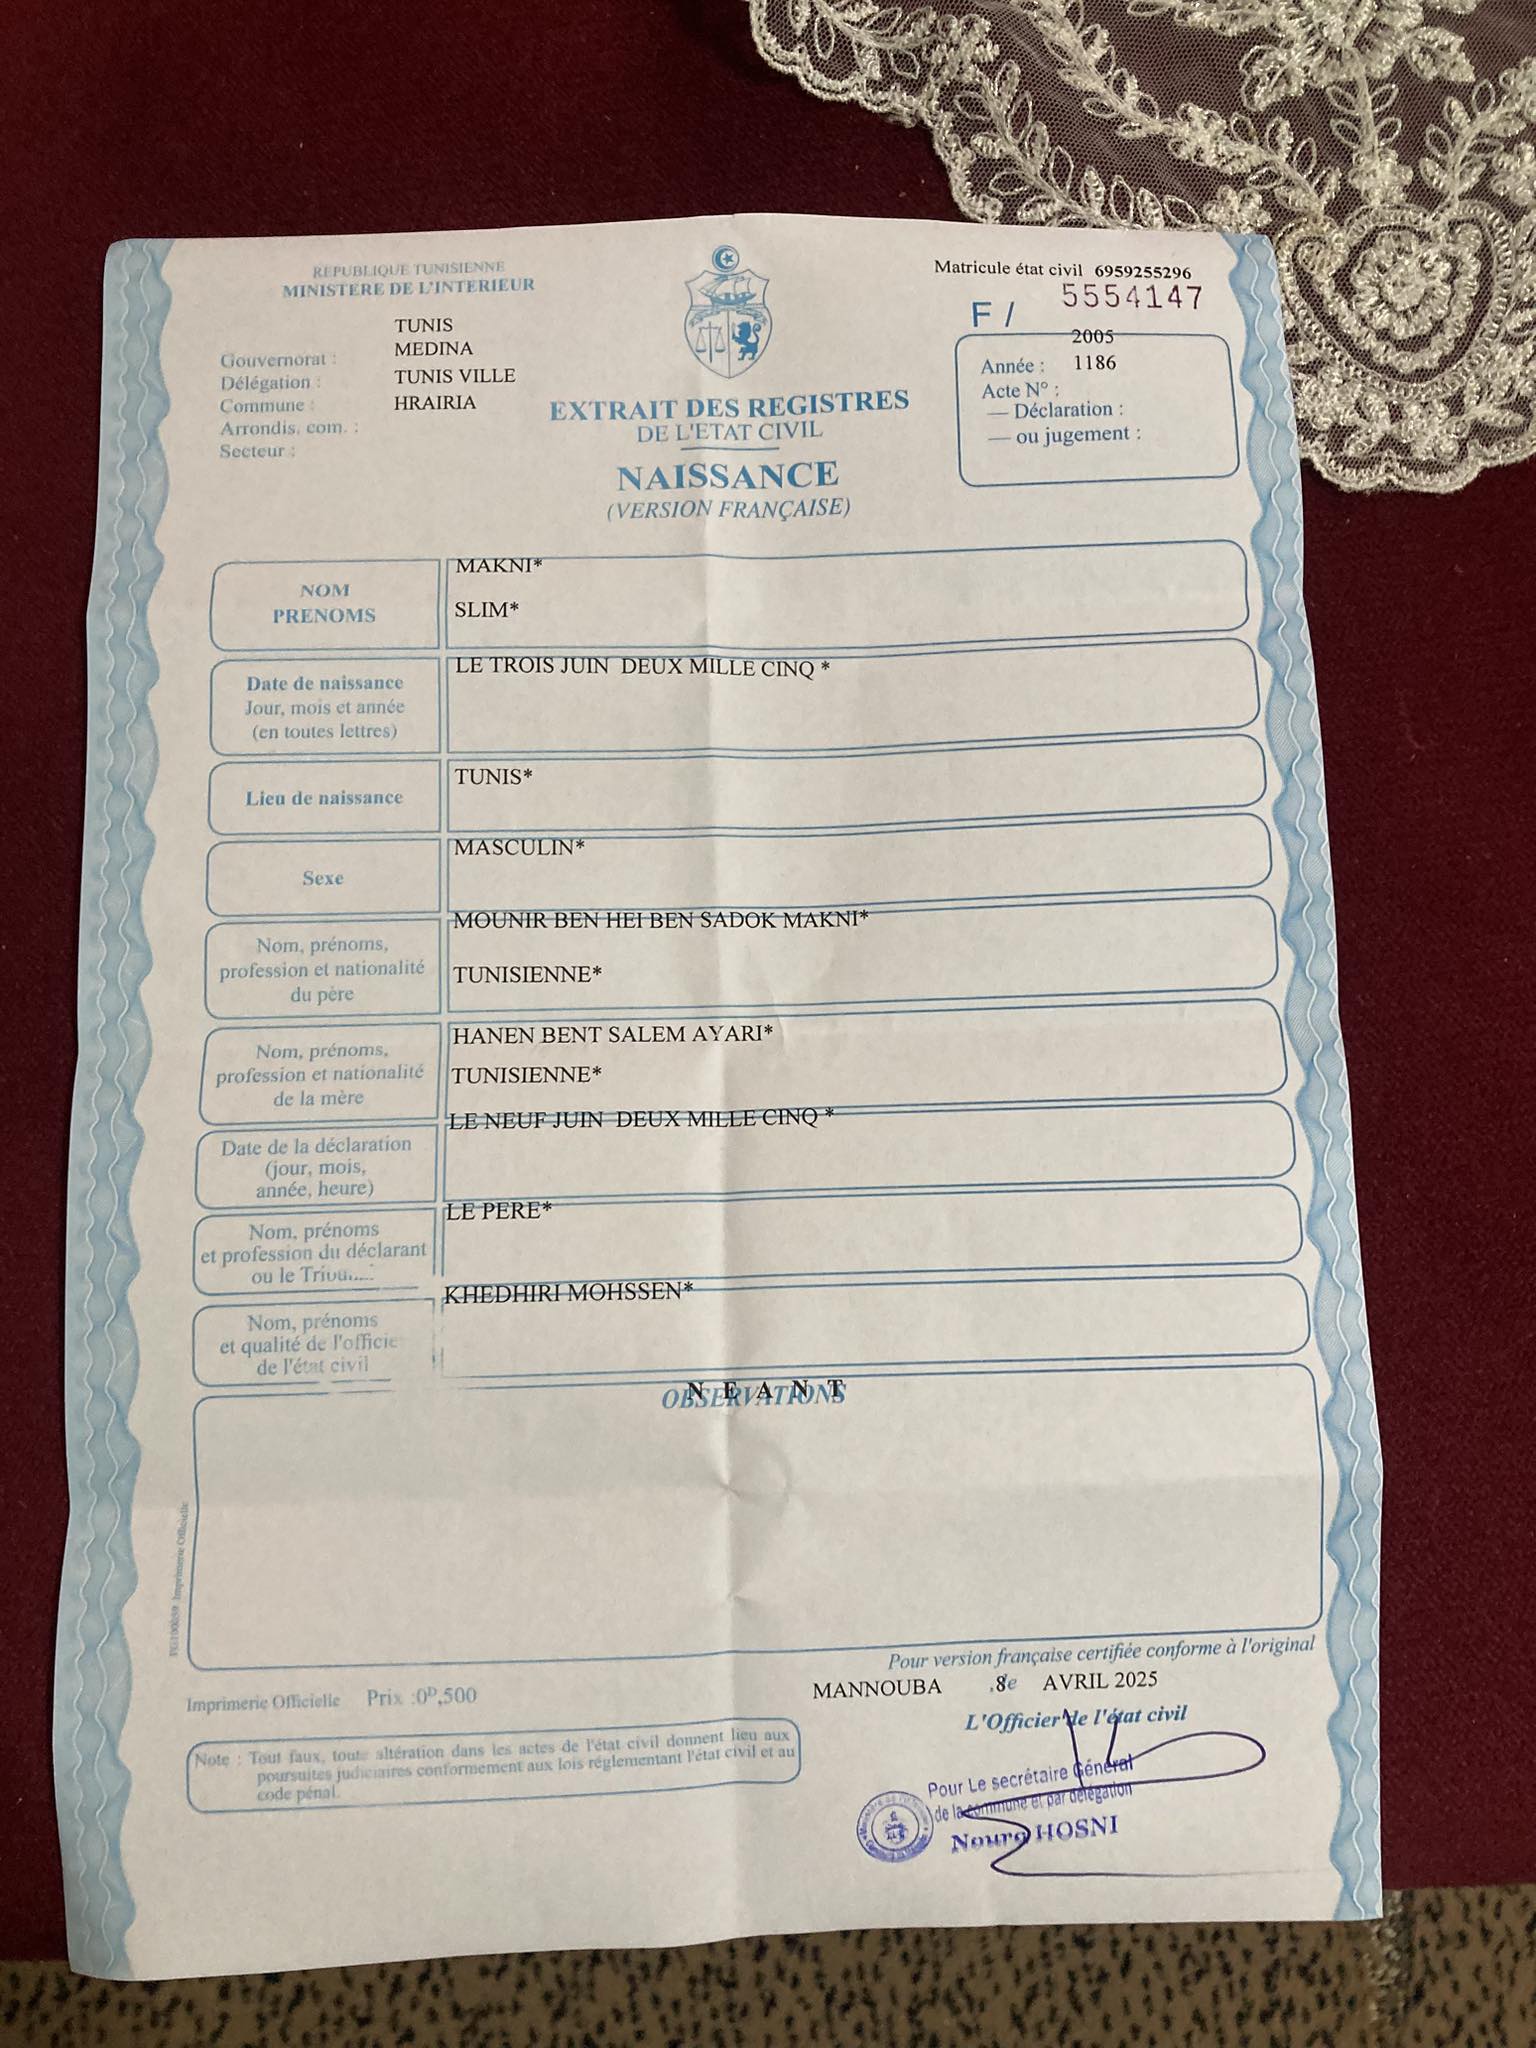 REPUBLIQUE TUNISIENNE
MINISTERE DE L'INTERIEUR
Matricule état civil 6959255296
F / 5554147
TUNIS
MEDINA
TUNIS VILLE
HRAIRIA
Gouvernorat :
Délégation :
Commune :
Arrondis. com. :
Secteur :
EXTRAIT DES REGISTRES
DE L'ETAT CIVIL
NAISSANCE
(VERSION FRANÇAISE)
2005
Année : 1186
Acte N° :
— Déclaration :
— ou jugement :
NOM
PRENOMS
MAKNI*
SLIM*
Date de naissance
Jour, mois et année
(en toutes lettres)
LE TROIS JUIN DEUX MILLE CINQ *
Lieu de naissance
TUNIS*
Sexe
MASCULIN*
Nom, prénoms,
profession et nationalité
du père
MOUNIR BEN HEI BEN SADOK MAKNI*
TUNISIENNE*
Nom, prénoms,
profession et nationalité
de la mère
HANEN BENT SALEM AYARI*
TUNISIENNE*
Date de la déclaration
(jour, mois,
année, heure)
LE NEUF JUIN DEUX MILLE CINQ *
Nom, prénoms
et profession du déclarant
ou le
LE PERE*
Nom, prénoms
et qualité de l'officie
de l'état civil
KHEDHIRI MOHSSEN*
N E A N T
OBSERVATIONS
Imprimerie Officielle
Pour version française certifiée conforme à l'original
MANNOUBA 8 AVRIL 2025
L'Officier de l'état civil
Imprimerie Officielle Prix :0ᴰ,500
Note : Tout faux, toute altération dans les actes de l'état civil donnent lieu aux
poursuites judiciaires conformement aux lois réglementant l'état civil et au
code pénal.
Pour Le secrétaire Général
de la commune et par délégation
HOSNI